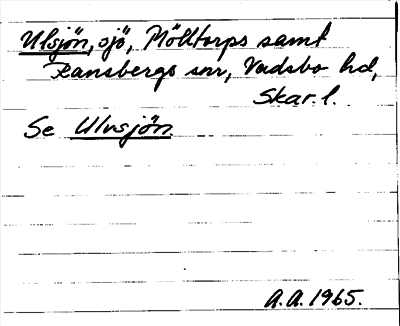 Ulsjön, sjö, Mölltorps samt
Ransbergs snr, Vadsbo hd,
Skar. l.
Se Ulvsjön.
A.A. 1965.